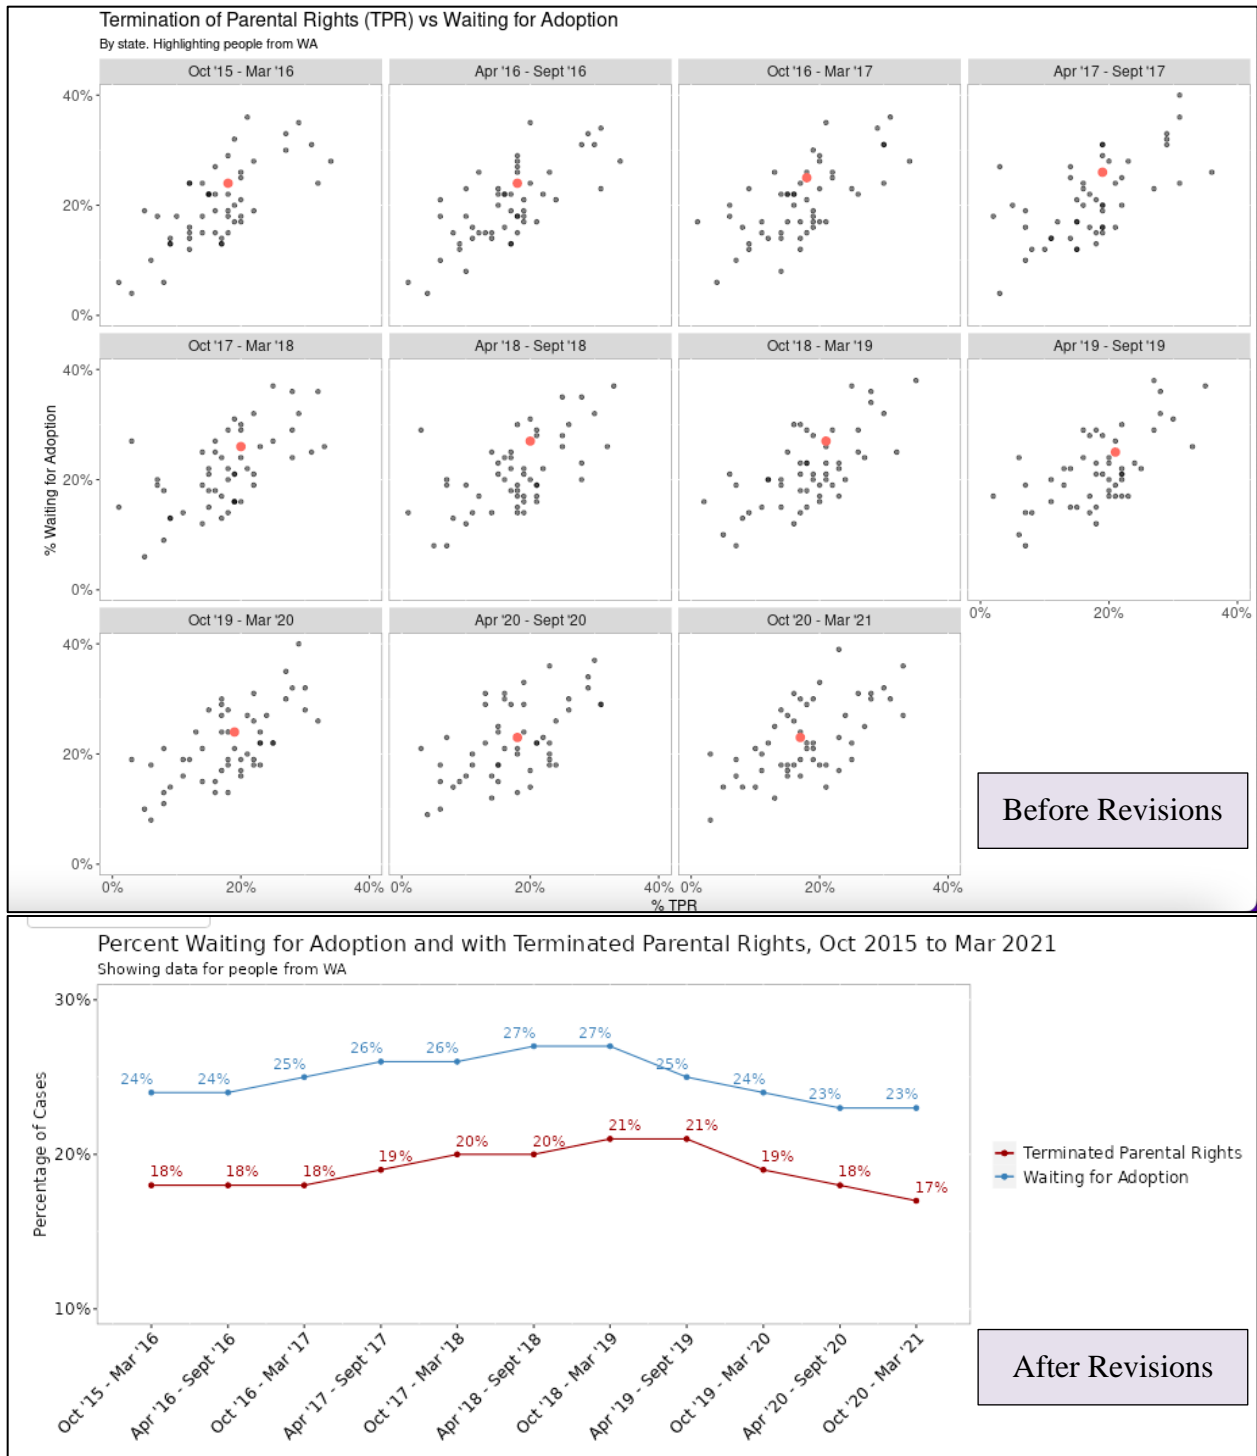 Termination of Parental Rights (TPR) vs Waiting for Adoption
By state. Highlighting people from WA
Oct '15 - Mar '16
Apr '16 - Sept '16
Oct '16 - Mar '17
Apr '17 - Sept '17
40%
20%
0%
Oct '17 - Mar '18
Apr '18 - Sept '18
Oct '18 - Mar '19
Apr '19 - Sept '19
% Waiting for Adoption
40%
20%
0%
0%
20%
40%
Oct '19 - Mar '20
Apr '20 - Sept '20
Oct '20 - Mar '21
40%
20%
0%
0%
20%
40%
0%
20%
40%
0%
20%
40%
% TPR
Before Revisions
Percent Waiting for Adoption and with Terminated Parental Rights, Oct 2015 to Mar 2021
Showing data for people from WA
Percentage of Cases
30%
20%
10%
24%
24%
25%
26%
26%
27%
27%
25%
24%
23%
23%
18%
18%
18%
19%
20%
20%
21%
21%
19%
18%
17%
Terminated Parental Rights
Waiting for Adoption
Oct '15 - Mar '16
Apr '16 - Sept '16
Oct '16 - Mar '17
Apr '17 - Sept '17
Oct '17 - Mar '18
Apr '18 - Sept '18
Oct '18 - Mar '19
Apr '19 - Sept '19
Oct '19 - Mar '20
Apr '20 - Sept '20
Oct '20 - Mar '21
After Revisions